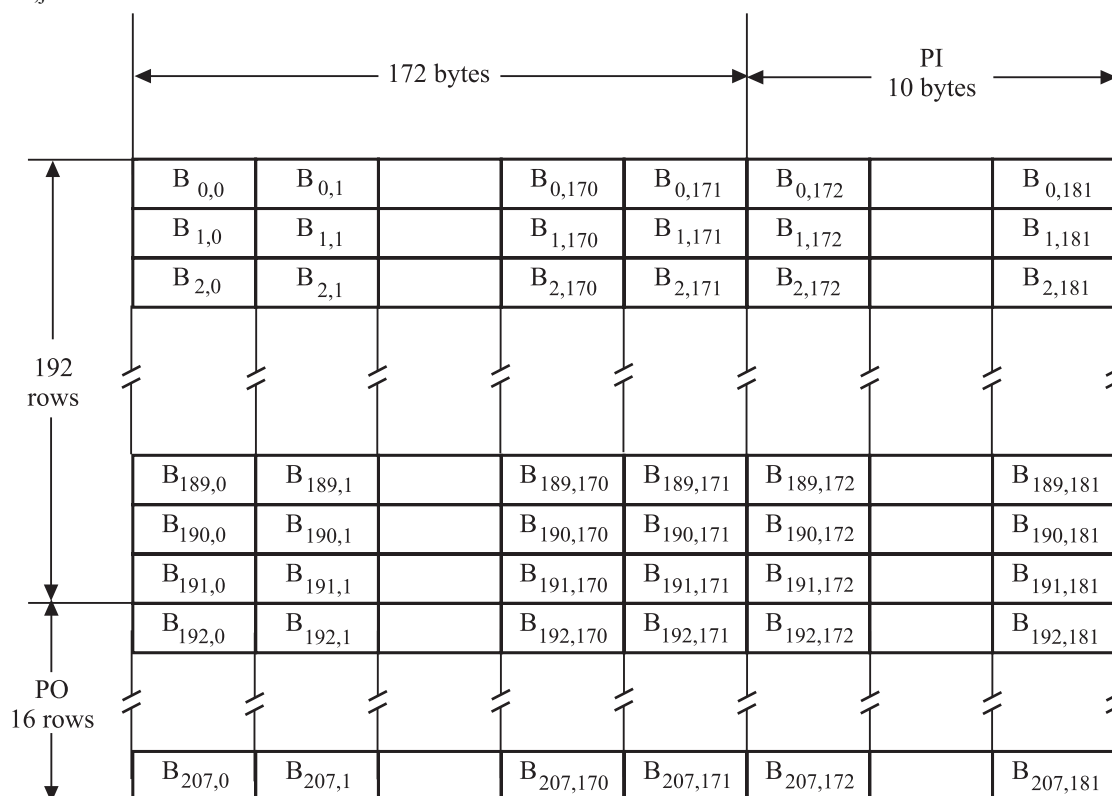 172 bytes
PI
10 bytes
B0,0 B0,1 B0,170 B0,171 B0,172 B0,181
B1,0 B1,1 B1,170 B1,171 B1,172 B1,181
B2,0 B2,1 B2,170 B2,171 B2,172 B2,181
192
rows
B189,0 B189,1 B189,170 B189,171 B189,172 B189,181
B190,0 B190,1 B190,170 B190,171 B190,172 B190,181
B191,0 B191,1 B191,170 B191,171 B191,172 B191,181
B192,0 B192,1 B192,170 B192,171 B192,172 B192,181
PO
16 rows
B207,0 B207,1 B207,170 B207,171 B207,172 B207,181